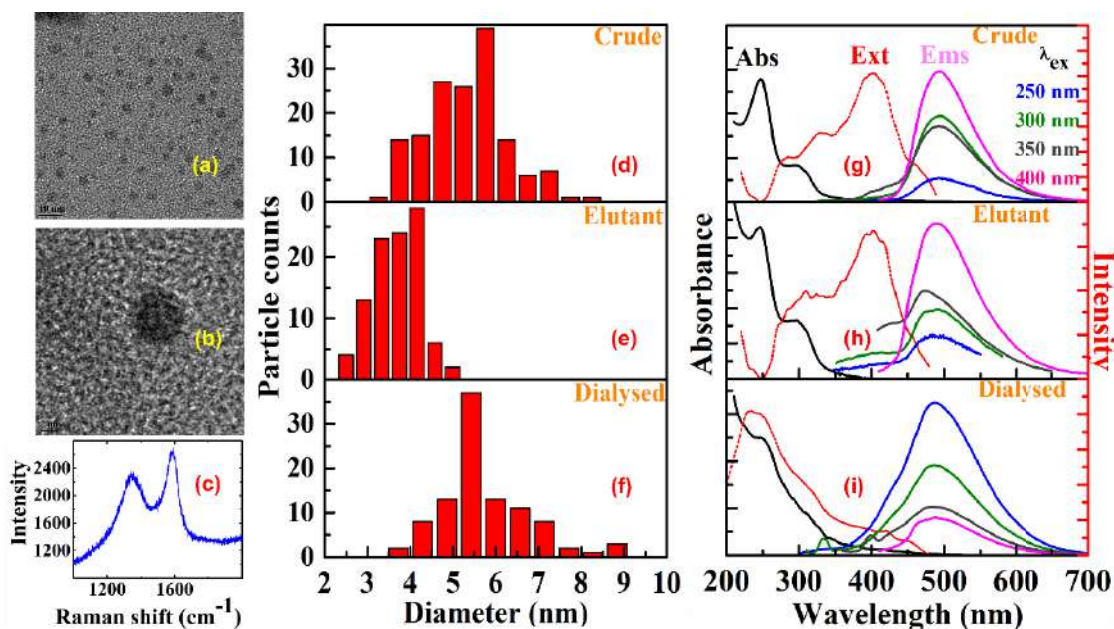 (a)
10 nm
(b)
(c)
Intensity
2400
2000
1600
1200
1200
1600
Raman shift (cm-1)
Particle counts
Crude
30
20
10
0
(d)
Elutant
20
10
0
(e)
Dialysed
30
20
10
0
(f)
2 3 4 5 6 7 8 9 10
Diameter (nm)
Absorbance
Intensity
Crude
Abs Ext Ems λex
250 nm
300 nm
350 nm
400 nm
(g)
Elutant
(h)
Dialysed
(i)
200 300 400 500 600 700
Wavelength (nm)